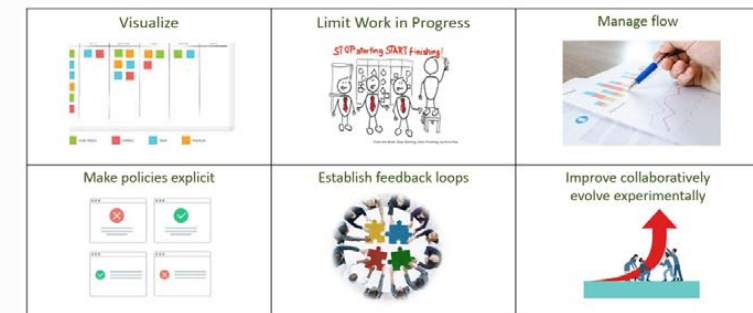 Visualize
Limit Work in Progress
Manage flow
STOP starting START finishing!
Make policies explicit
Establish feedback loops
Improve collaboratively
evolve experimentally